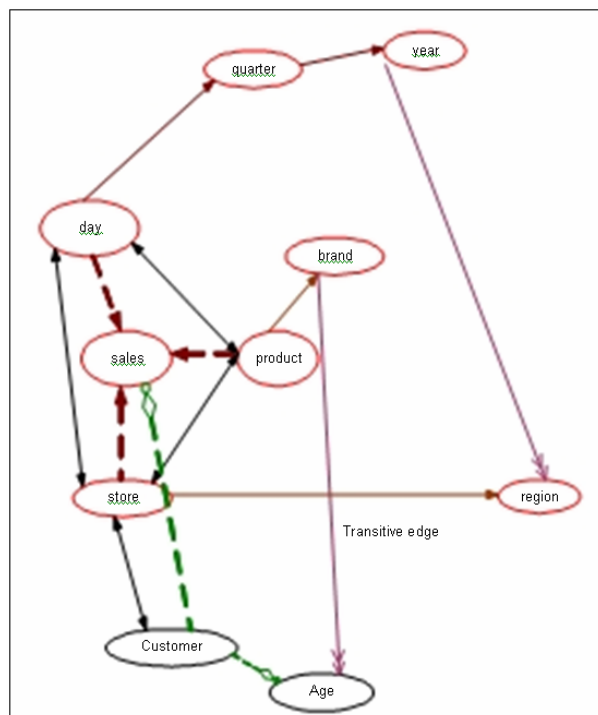 year
quarter
day
brand
sales
product
store
region
Transitive edge
Customer
Age